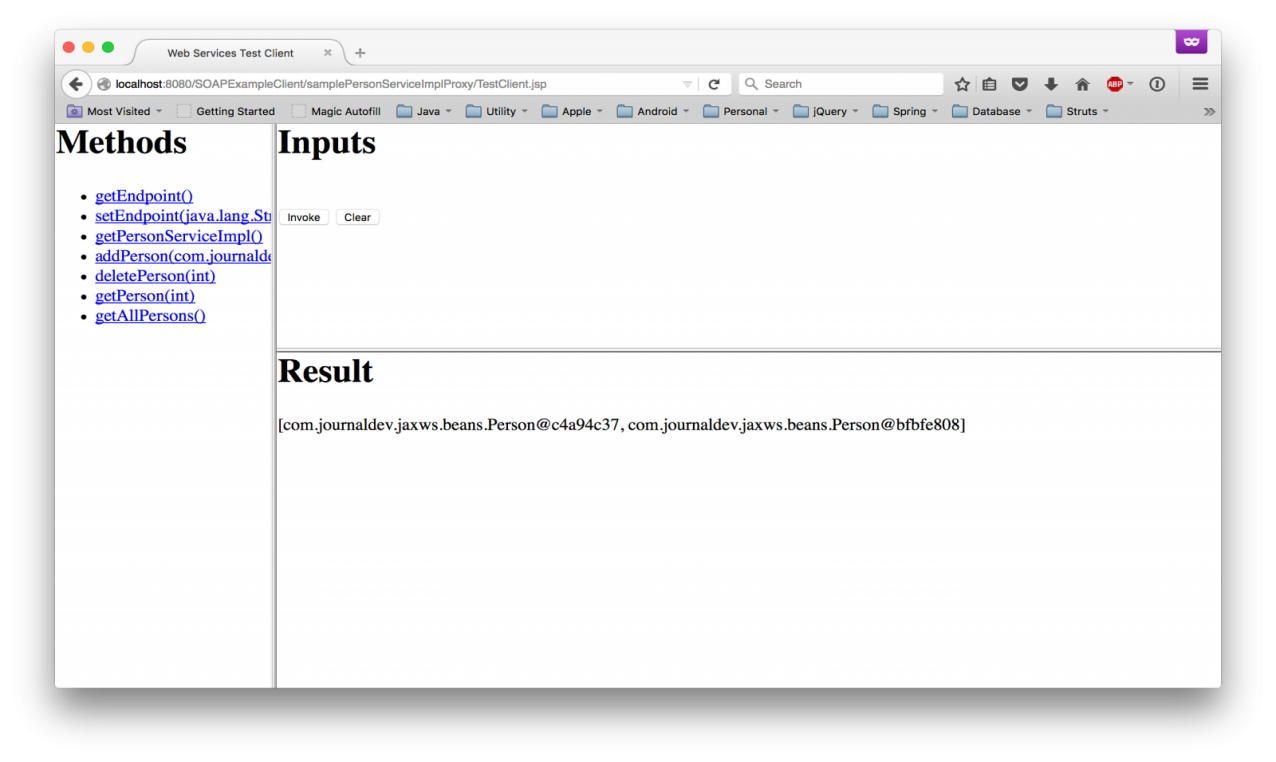 Web Services Test Client
localhost:8080/SOAPExampleClient/samplePersonServiceImplProxy/TestClient.jsp
Search
ABP
Most Visited Getting Started Magic Autofill Java Utility Apple Android Personal jQuery Spring Database Struts
Methods
getEndpoint()
setEndpoint(java.lang.St
getPersonServiceImpl()
addPerson(com.journald
deletePerson(int)
getPerson(int)
getAllPersons()
Inputs
Invoke Clear
Result
[com.journaldev.jaxws.beans.Person@c4a94c37, com.journaldev.jaxws.beans.Person@bfbfe808]